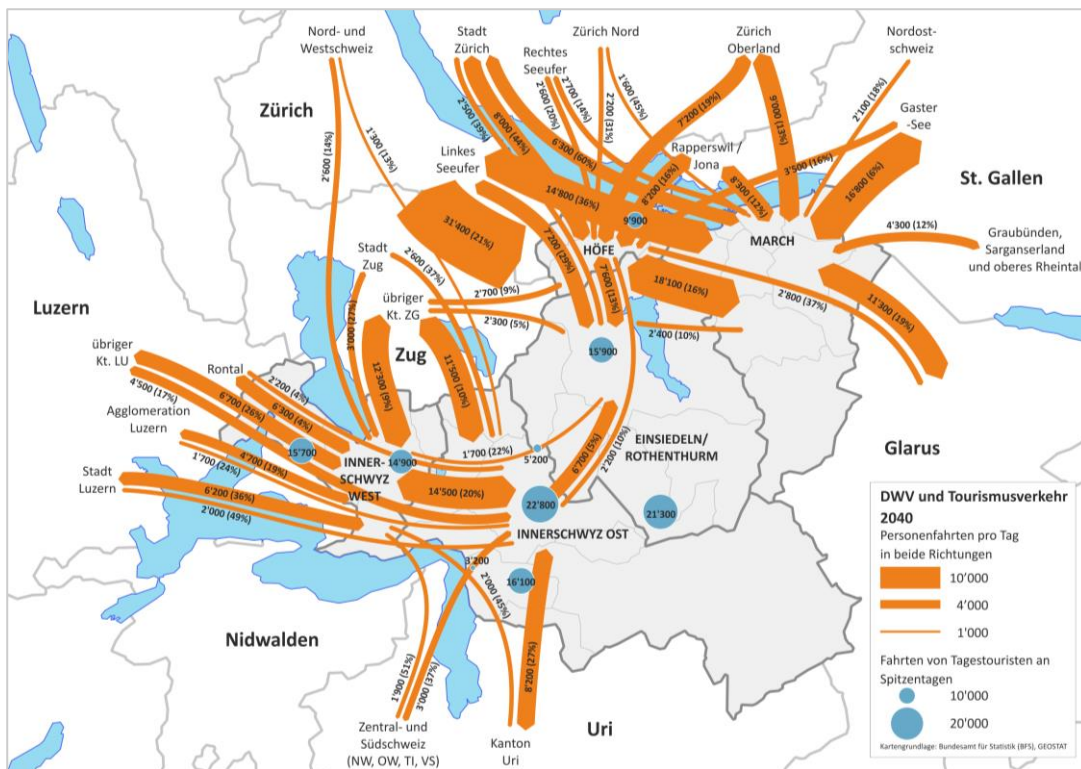 Nord- und
Westschweiz
Stadt
Zürich
Rechtes
Seeufer
Zürich Nord
Zürich
Oberland
Nordost-
schweiz
Gaster
-See
Zürich
Linkes
Seeufer
Rapperswil /
Jona
St. Gallen
2'600 (14%)
1'300 (13%)
2'500 (39%)
8'000 (44%)
6'300 (60%)
2'600 (20%)
2'700 (14%)
2'200 (31%)
1'600 (45%)
7'200 (19%)
9'000 (13%)
2'100 (18%)
3'500 (16%)
8'200 (16%)
8'300 (12%)
16'800 (6%)
14'800 (36%)
31'400 (21%)
9'900
HÖFE
MARCH
4'300 (12%)
Graubünden,
Sarganserland
und oberes Rheintal
7'200 (29%)
7'600 (13%)
18'100 (16%)
2'800 (37%)
11'300 (19%)
2'400 (10%)
Stadt
Zug
2'600 (37%)
übriger
Kt. ZG
2'700 (9%)
2'300 (5%)
Luzern
Zug
3'000 (27%)
12'300 (9%)
11'500 (10%)
15'900
übriger
Kt. LU
4'500 (17%)
Rontal
2'200 (4%)
6'300 (4%)
6'700 (26%)
Agglomeration
Luzern
15'700
4'700 (19%)
1'700 (24%)
Stadt
Luzern
6'200 (36%)
2'000 (49%)
INNER-
SCHWYZ
WEST
14'900
1'700 (22%)
5'200
14'500 (20%)
22'800
6'700 (5%)
2'200 (10%)
EINSIEDELN/
ROTHENTHURM
21'300
INNERSCHWYZ OST
3'200
2'000 (45%)
16'100
8'200 (27%)
1'900 (51%)
3'000 (37%)
Glarus
Nidwalden
Uri
Zentral- und
Südschweiz
(NW, OW, TI, VS)
Kanton
Uri
DWV und Tourismusverkehr
2040
Personenfahrten pro Tag
in beide Richtungen
10'000
4'000
1'000
Fahrten von Tagestouristen an
Spitzentagen
10'000
20'000
Kartengrundlage: Bundesamt für Statistik (BFS), GEOSTAT